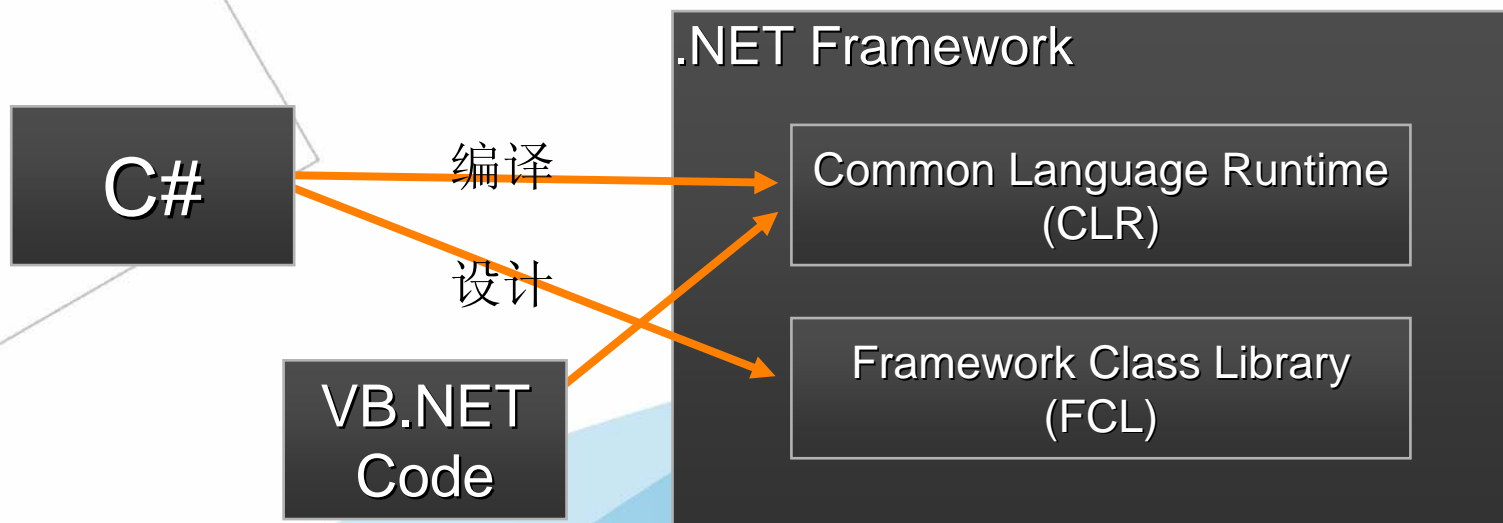 .NET Framework
C#
编译
Common Language Runtime
(CLR)
设计
Framework Class Library
(FCL)
VB.NET
Code